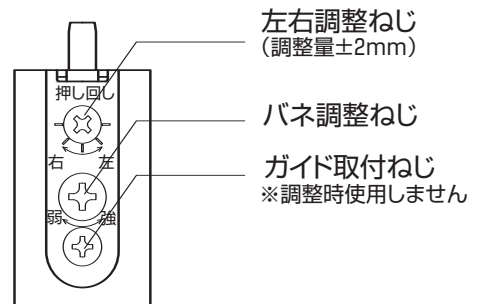 左右調整ねじ
（調整量±2mm）
押し回し
バネ調整ねじ
右 左
ガイド取付ねじ
※調整時使用しません
弱 強